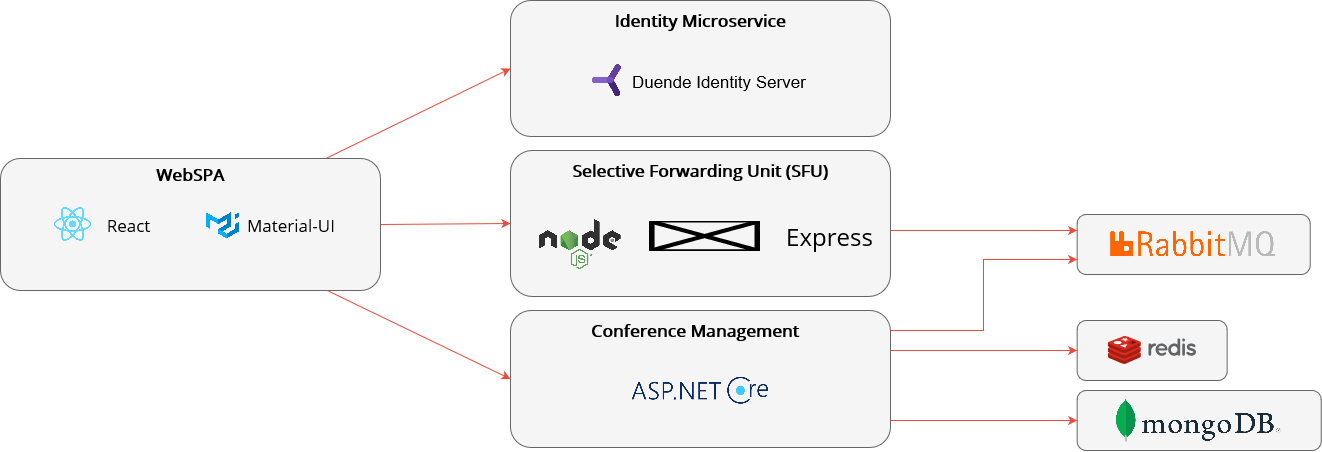 Identity Microservice
Duende Identity Server
WebSPA
React
Material-UI
Selective Forwarding Unit (SFU)
node
JS
Express
RabbitMQ
Conference Management
ASP.NET Core
redis
mongoDB